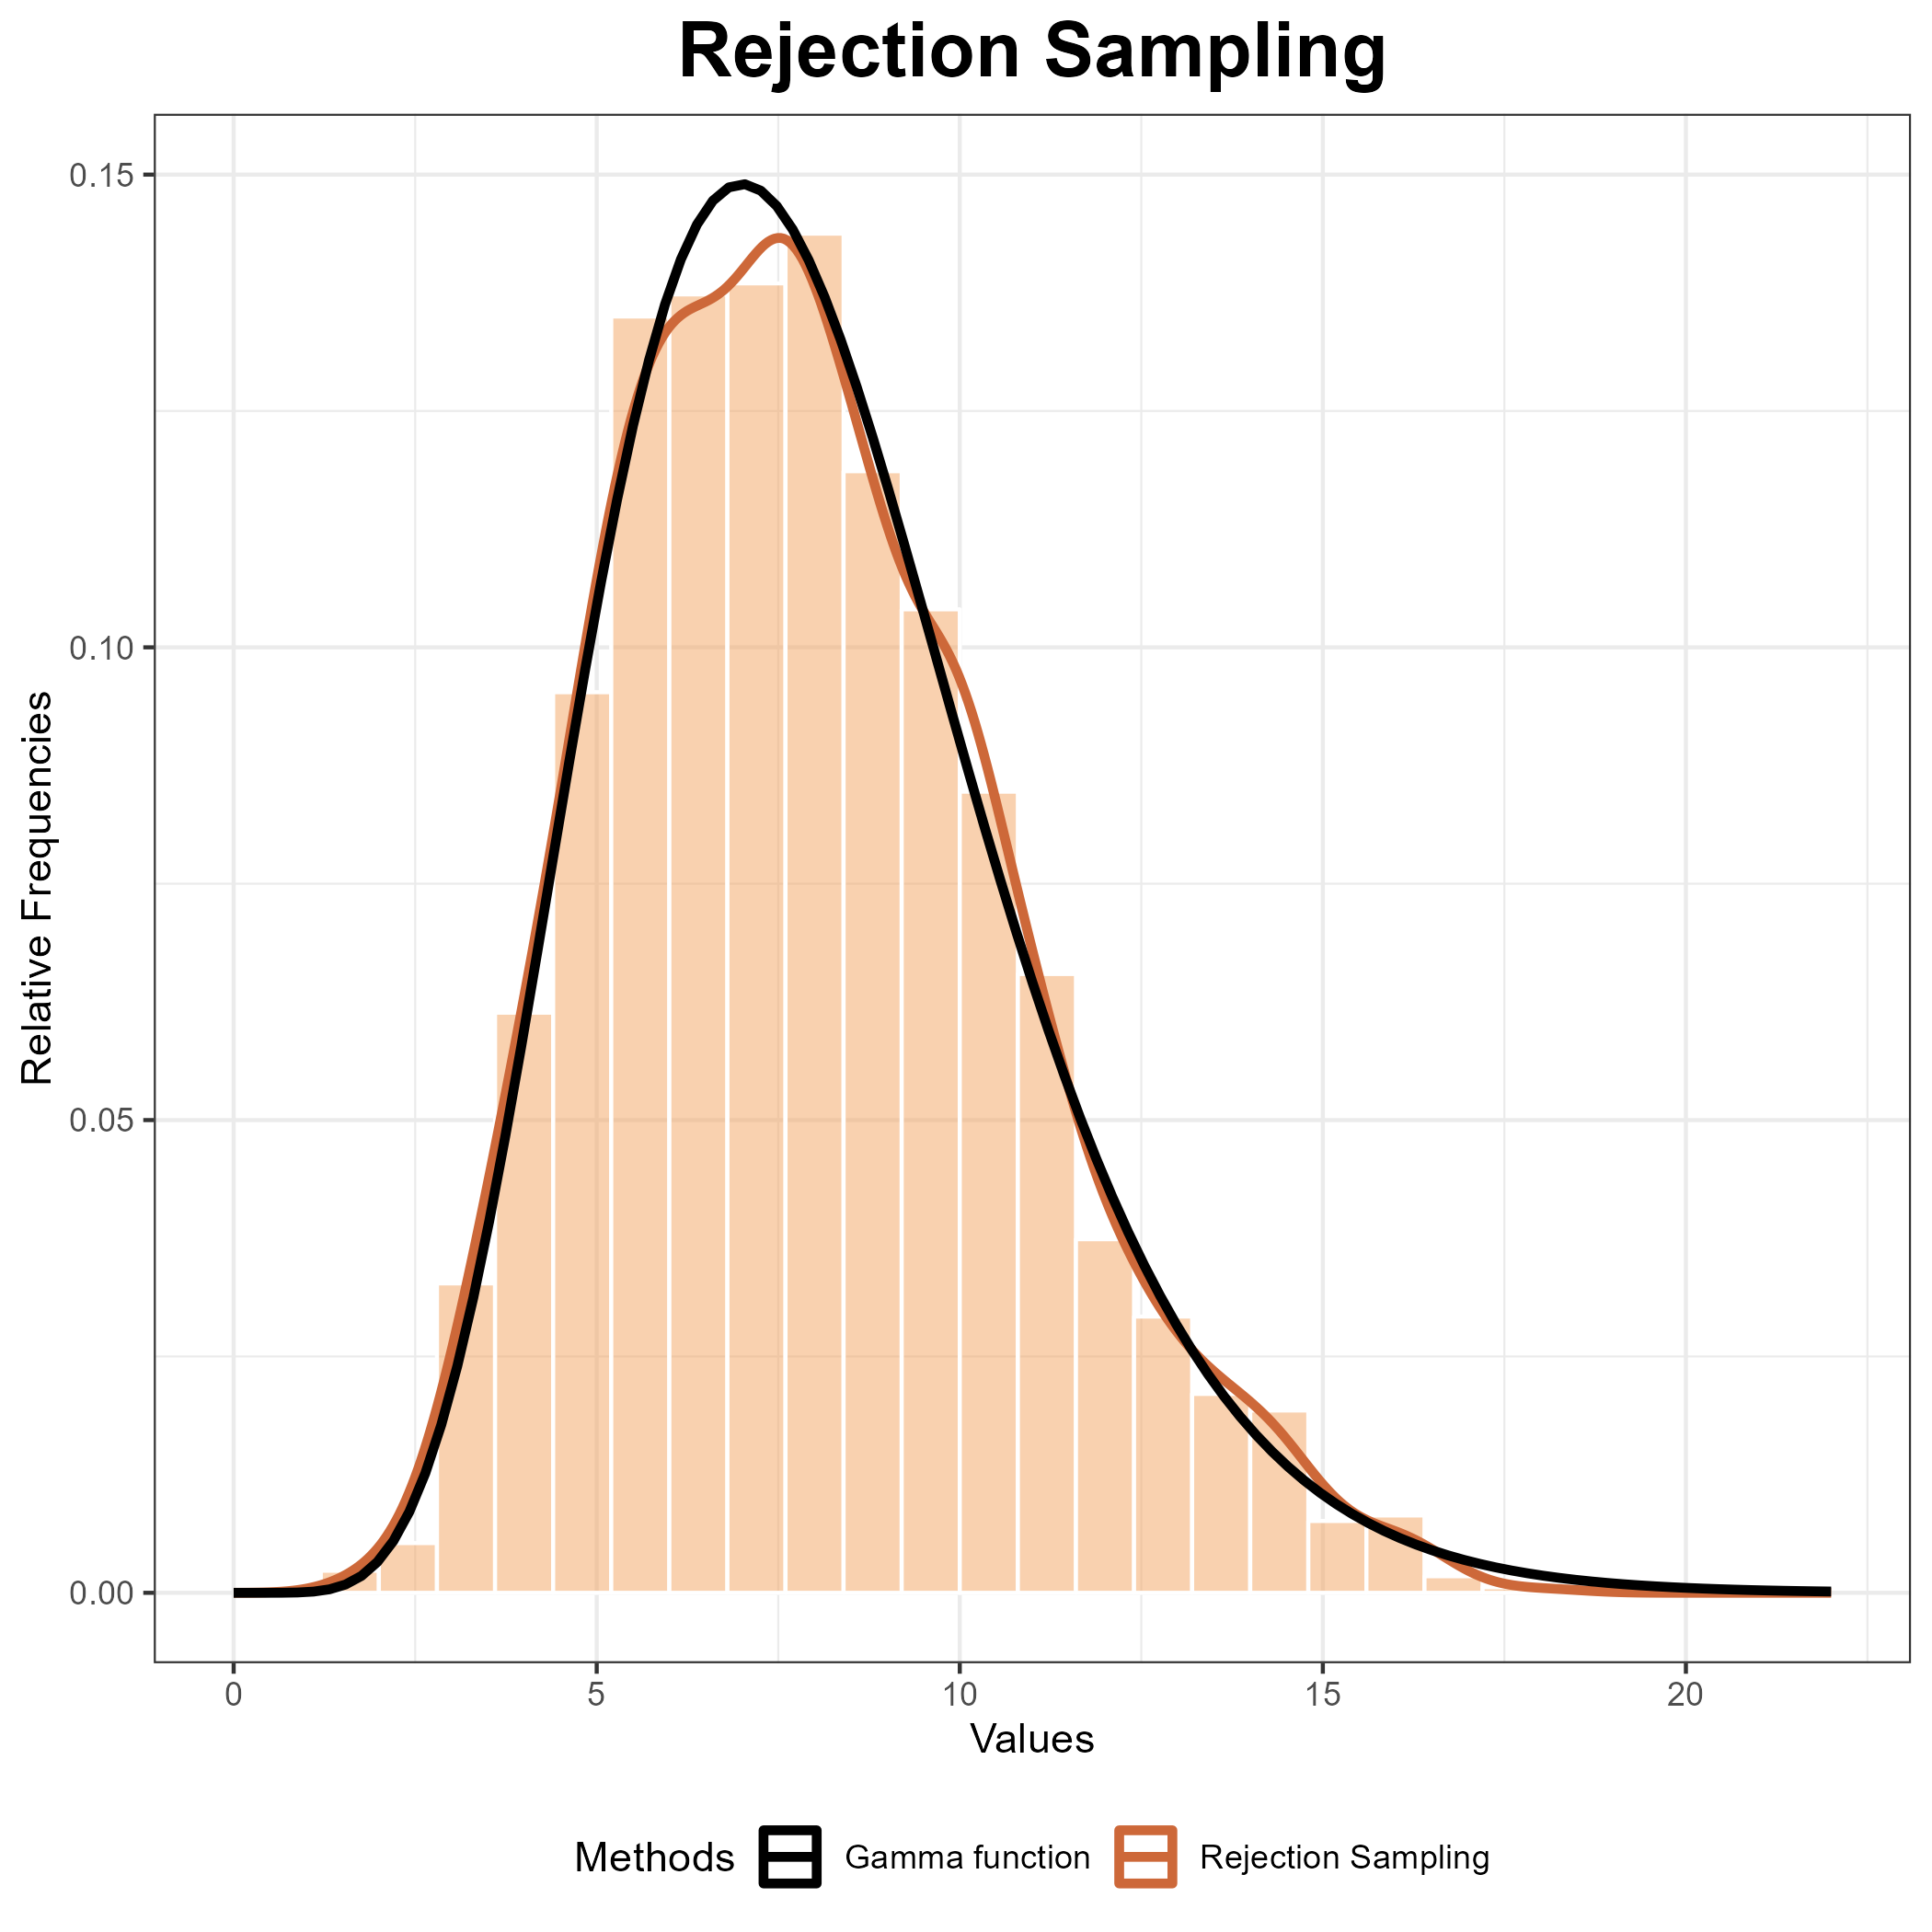 Rejection Sampling
0.15
0.10
0.05
0.00
Relative Frequencies
0 5 10 15 20
Values
Methods Gamma function Rejection Sampling